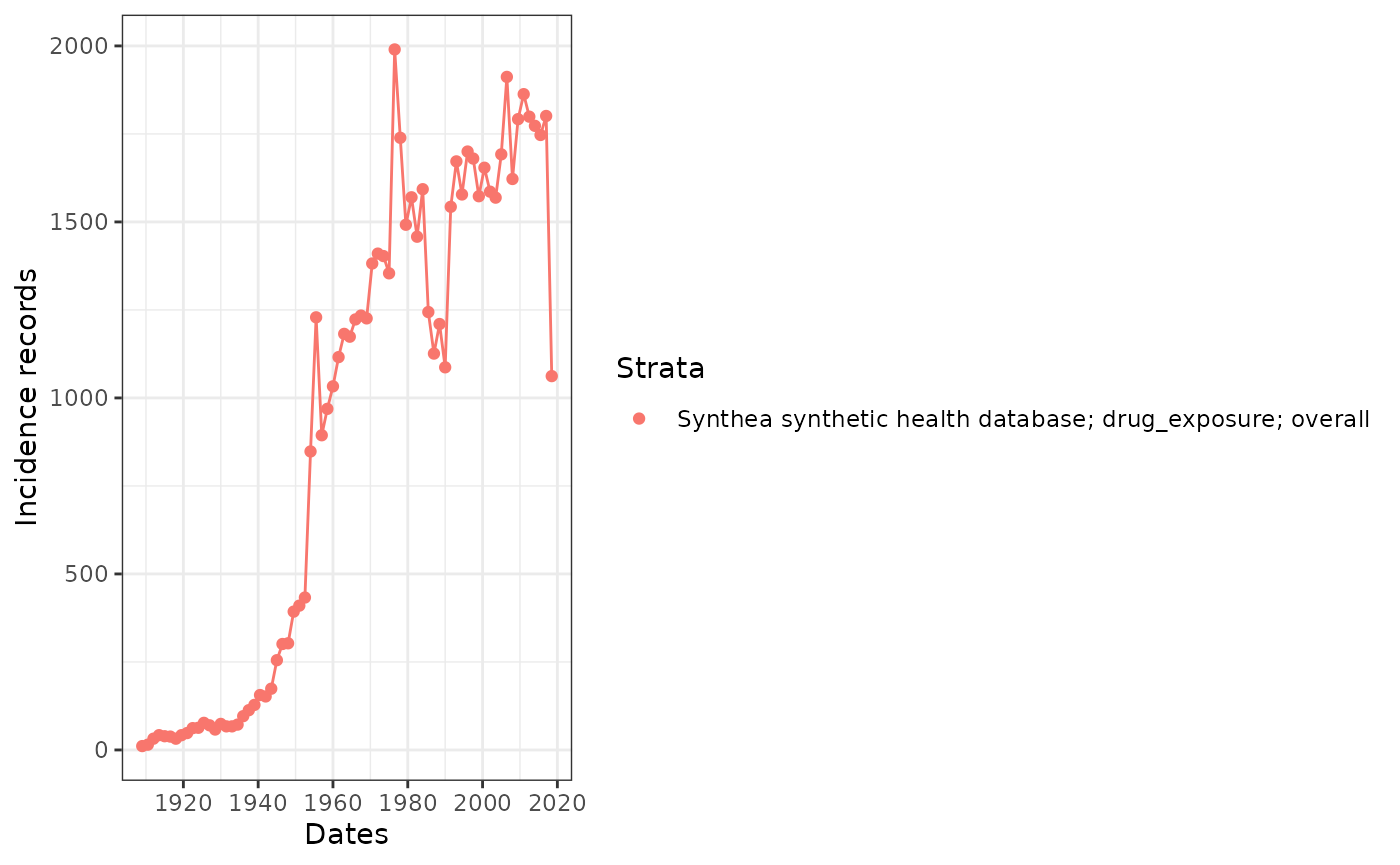 2000
1500
1000
500
0
Incidence records
1920 1940 1960 1980 2000 2020
Dates
Strata
Synthea synthetic health database; drug_exposure; overall